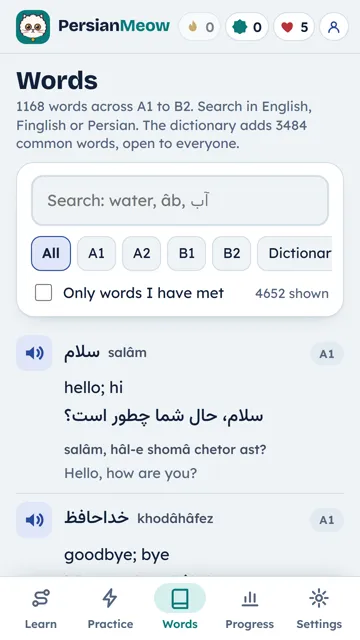 PersianMeow 0 0 5
Words
1168 words across A1 to B2. Search in English,
Finglish or Persian. The dictionary adds 3484
common words, open to everyone.
Search: water, âb, آب
All A1 A2 B1 B2 Dictionar
Only words I have met 4652 shown
سلام salâm A1
hello; hi
سلام، حال شما چطور است؟
salâm, hâl-e shomâ chetor ast?
Hello, how are you?
خداحافظ khodâhâfez A1
goodbye; bye
Learn Practice Words Progress Settings